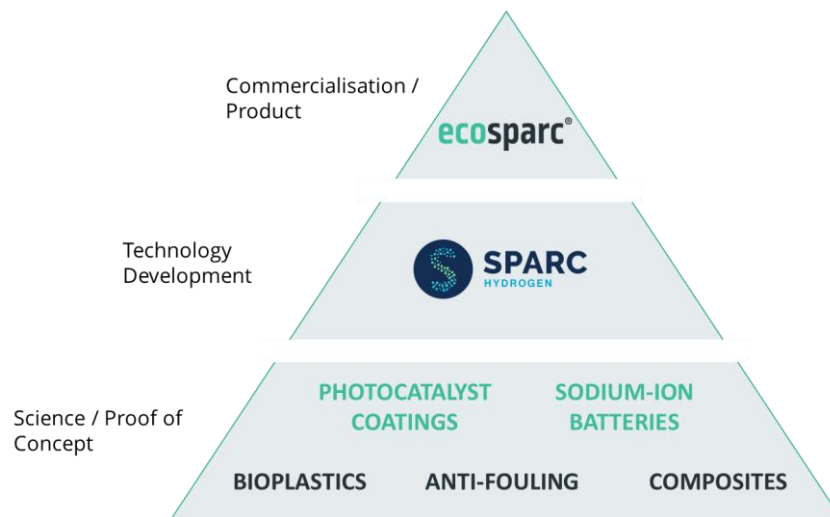 Commercialisation /
Product
ecosparc®
Technology
Development
SPARC
HYDROGEN
PHOTOCATALYST
COATINGS
SODIUM-ION
BATTERIES
Science / Proof of
Concept
BIOPLASTICS
ANTI-FOULING
COMPOSITES